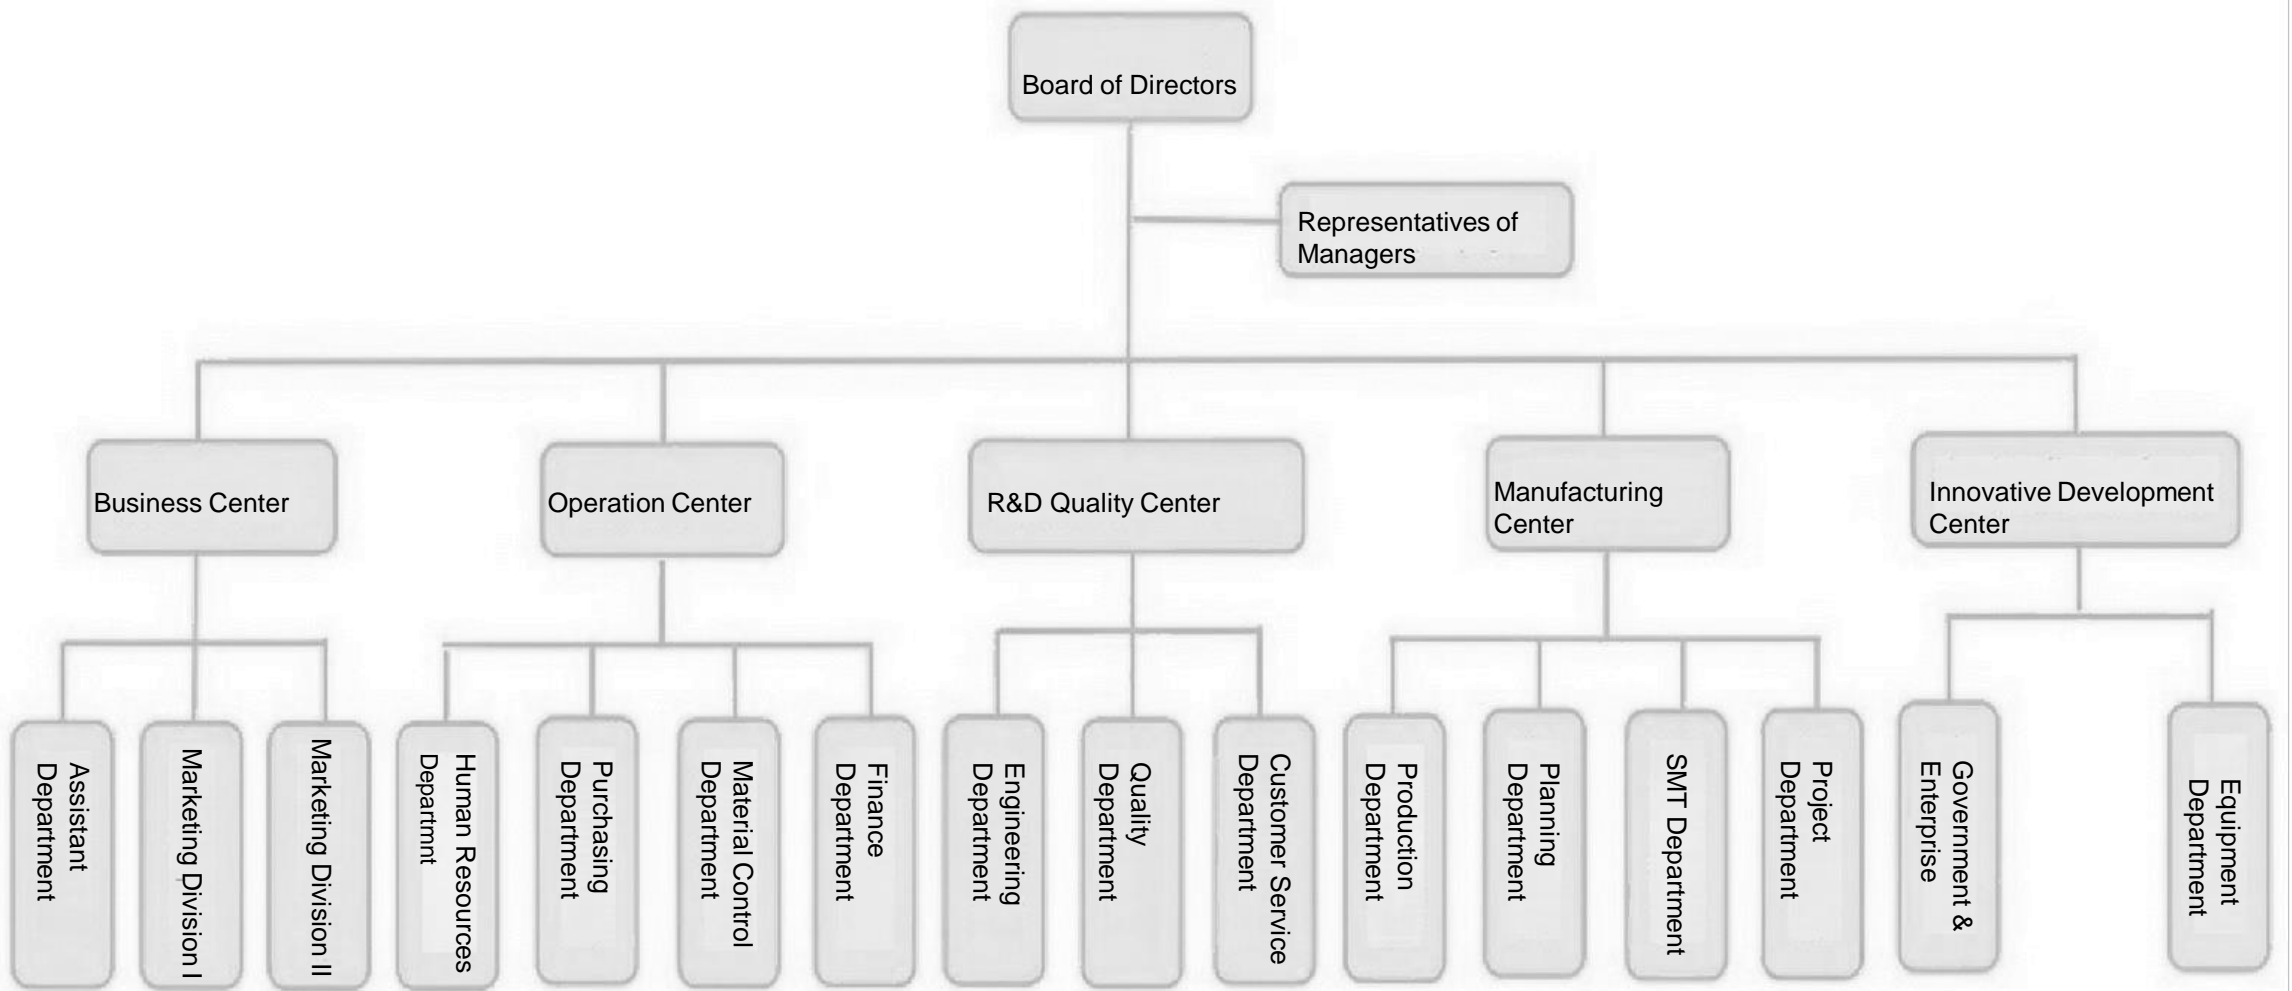 Board of Directors
Representatives of
Managers
Business Center
Operation Center
R&D Quality Center
Manufacturing
Center
Innovative Development
Center
Assistant
Department
Marketing Division I
Marketing Division II
Human Resources
Departmnt
Purchasing
Department
Material Control
Department
Finance
Department
Engineering
Department
Quality
Department
Customer Service
Department
Production
Department
Planning
Department
SMT Department
Project
Department
Government &
Enterprise
Equipment
Department